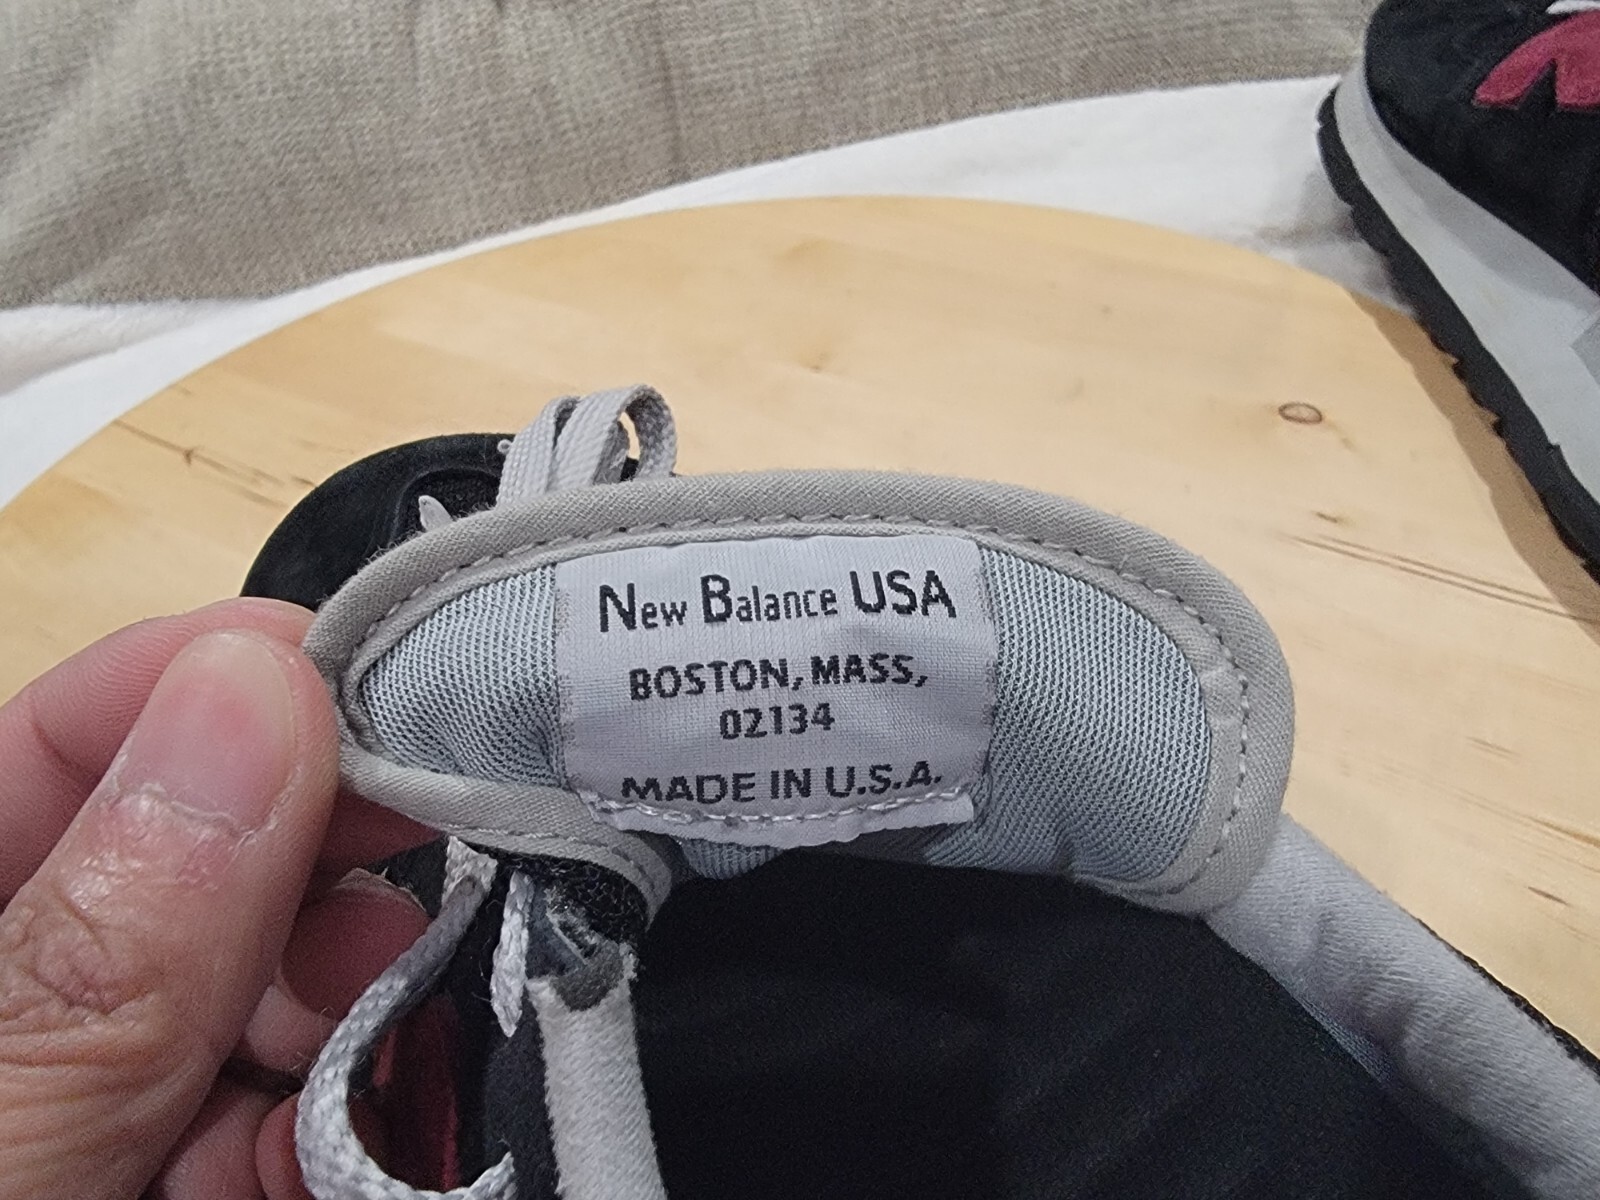 New Balance USA
BOSTON, MASS,
02134
MADE IN U.S.A.